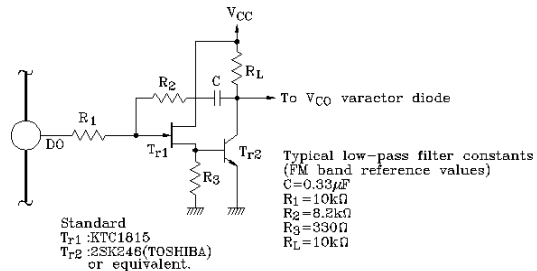 VCC
RL
C
R2
To VCO varactor diode
R1
DO
Tr1
Tr2
R3
Typical low-pass filter constants
(FM band reference values)
C=0.33μF
R1=10kΩ
R2=8.2kΩ
R3=330Ω
RL=10kΩ
Standard
Tr1 :KTC1815
Tr2 :2SK246(TOSHIBA)
or equivalent.